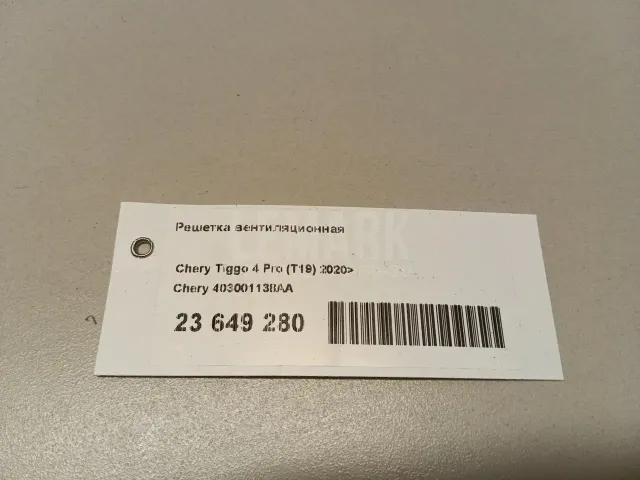 Решетка вентиляционная
Chery Tiggo 4 Pro (T19) 2020>
Chery 403001138AA
23 649 280